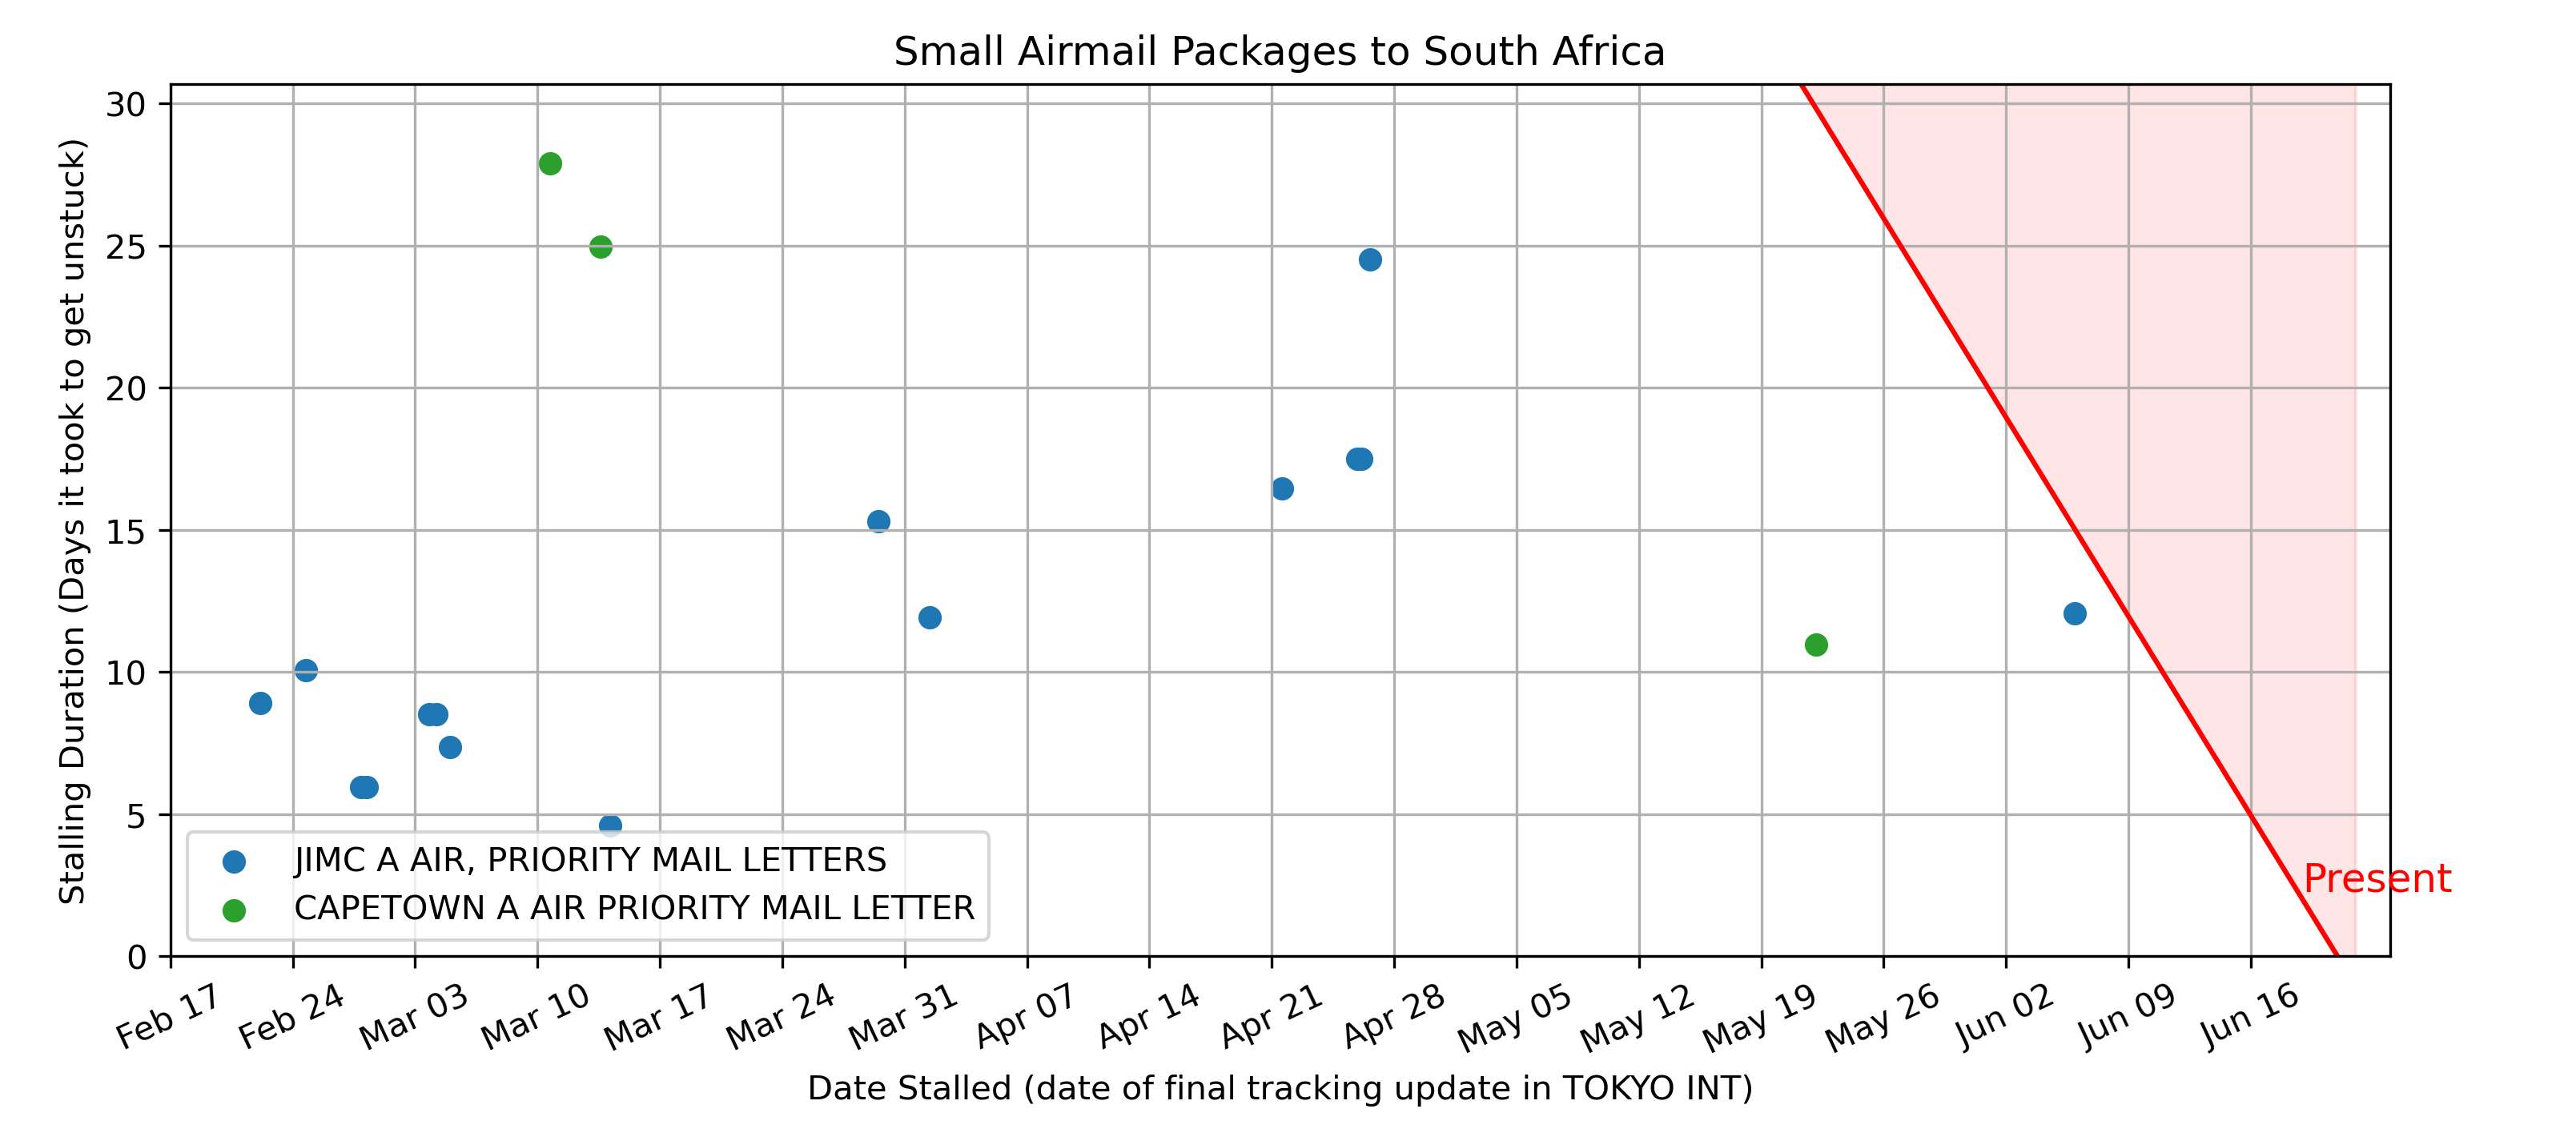 Small Airmail Packages to South Africa
Stalling Duration (Days it took to get unstuck)
30
25
20
15
10
5
0
JIMC A AIR, PRIORITY MAIL LETTERS
CAPETOWN A AIR PRIORITY MAIL LETTER
Present
Feb 17
Feb 24
Mar 03
Mar 10
Mar 17
Mar 24
Mar 31
Apr 07
Apr 14
Apr 21
Apr 28
May 05
May 12
May 19
May 26
Jun 02
Jun 09
Jun 16
Date Stalled (date of final tracking update in TOKYO INT)